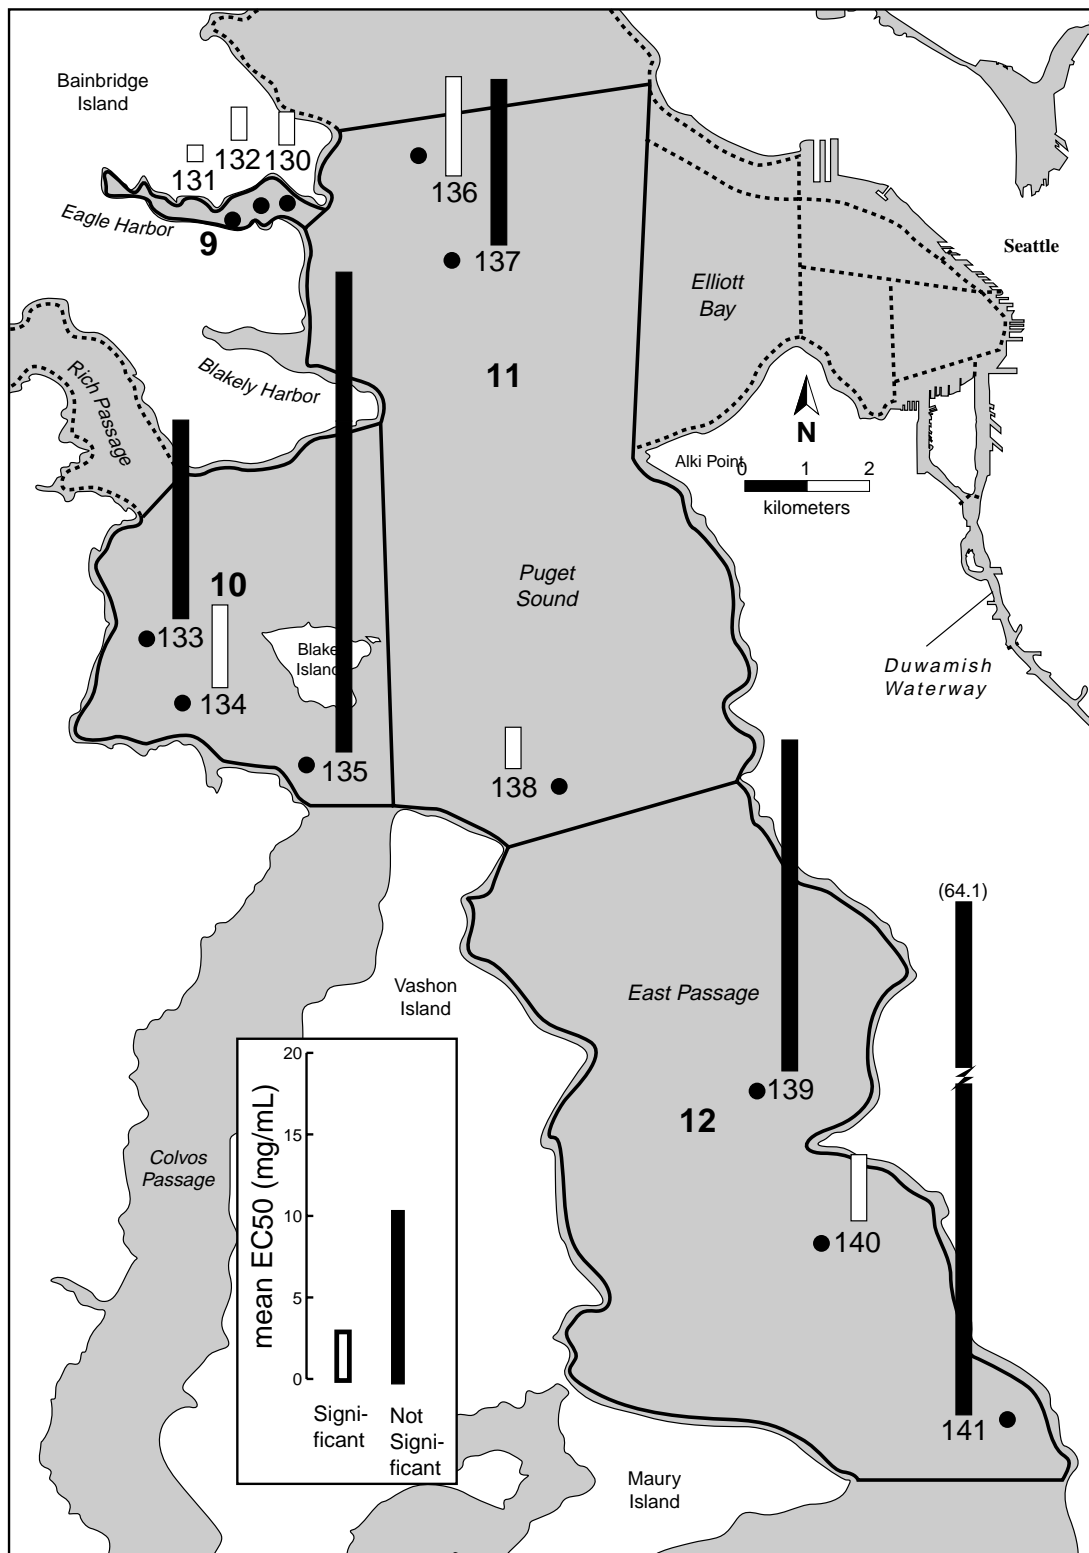 Bainbridge
Island
132
130
131
136
Eagle Harbor
9
137
Seattle
Elliott
Bay
Rich Passage
Blakely Harbor
11
N
Alki Point
0 1 2
kilometers
10
Puget
Sound
133
Blake
Island
134
Duwamish
Waterway
135
138
(64.1)
Vashon
Island
East Passage
139
12
Colvos
Passage
140
mean EC50 (mg/mL)
20
15
10
5
0
Signi-
ficant
Not
Signi-
ficant
141
Maury
Island